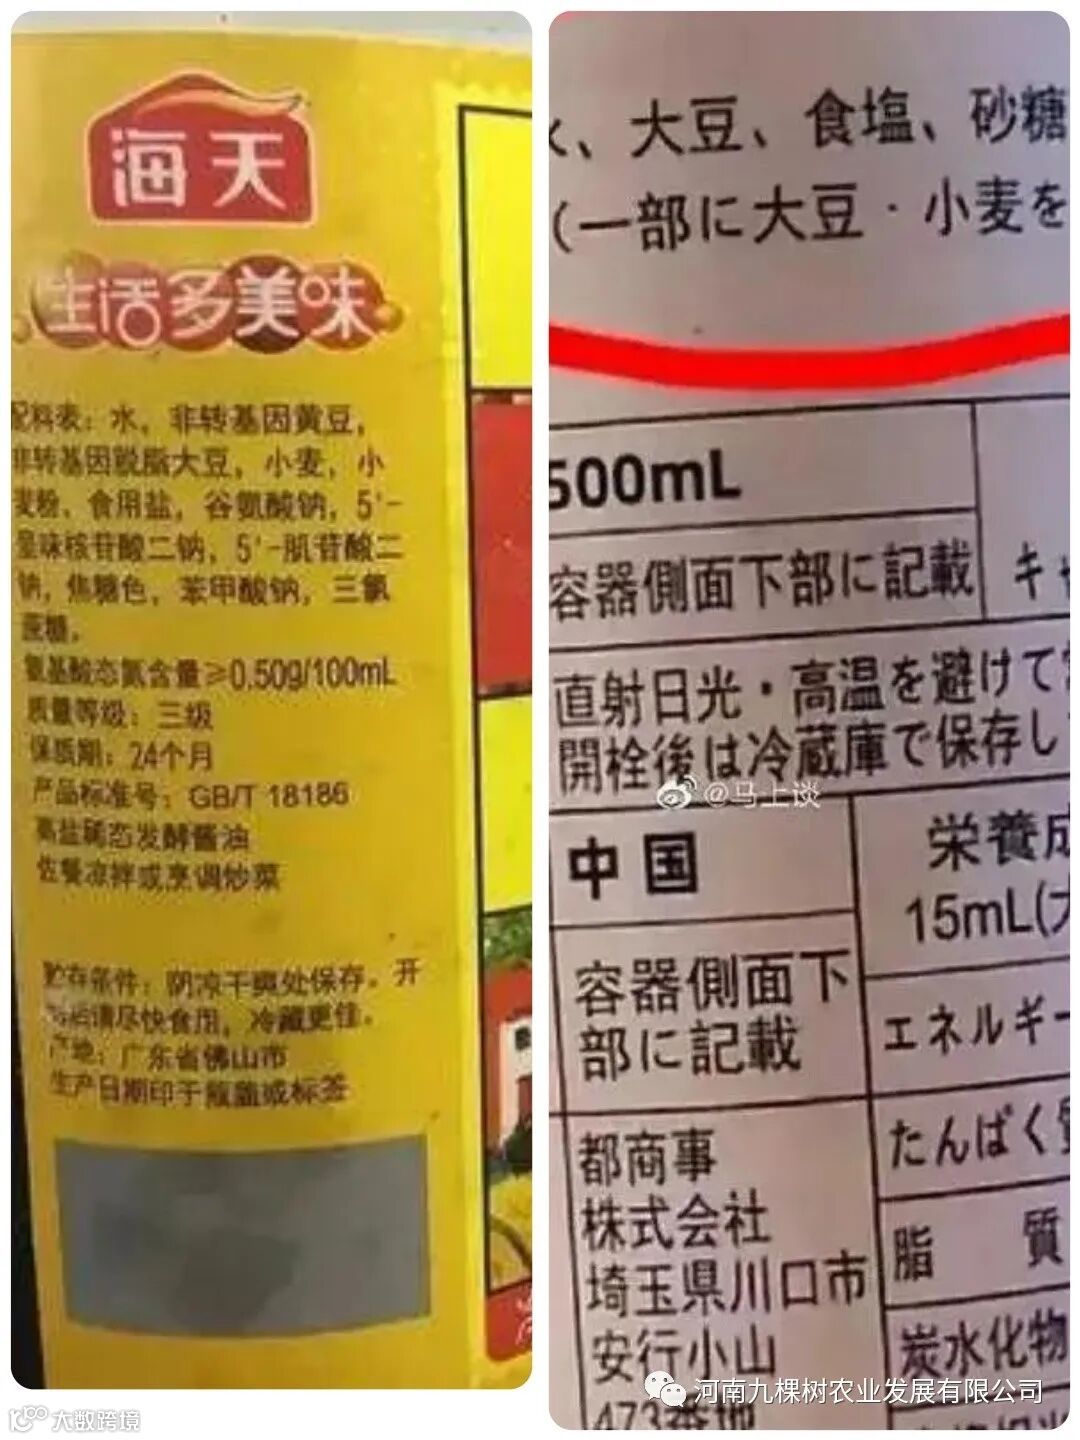 海天
生活多美味
配料表：水，非转基因黄豆，
非转基因脱脂大豆，小麦，小
麦粉，食用盐，谷氨酸钠，5'-
呈味核苷酸二钠，5'-肌苷酸二
钠，焦糖色，苯甲酸钠，三氯
蔗糖。
氨基酸态氮含量≥0.50g/100mL
质量等级：三级
保质期：24个月
产品标准号：GB/T 18186
高盐稀态发酵酱油
佐餐凉拌或烹调炒菜
贮存条件：阴凉干爽处保存。开
后请尽快食用，冷藏更佳。
产地：广东省佛山市
生产日期印于瓶盖或标签
、大豆、食塩、砂糖
（一部に大豆・小麦を
500mL
容器側面下部に記載
キャ
直射日光・高温を避けて
開栓後は冷蔵庫で保存し
@马上谈
中国
栄養成
15mL(大
容器側面下
部に記載
エネルギー
都商事
株式会社
埼玉県川口市
安行小山
473番地
たんぱく質
脂 質
炭水化物
河南九棵树农业发展有限公司
大数跨境